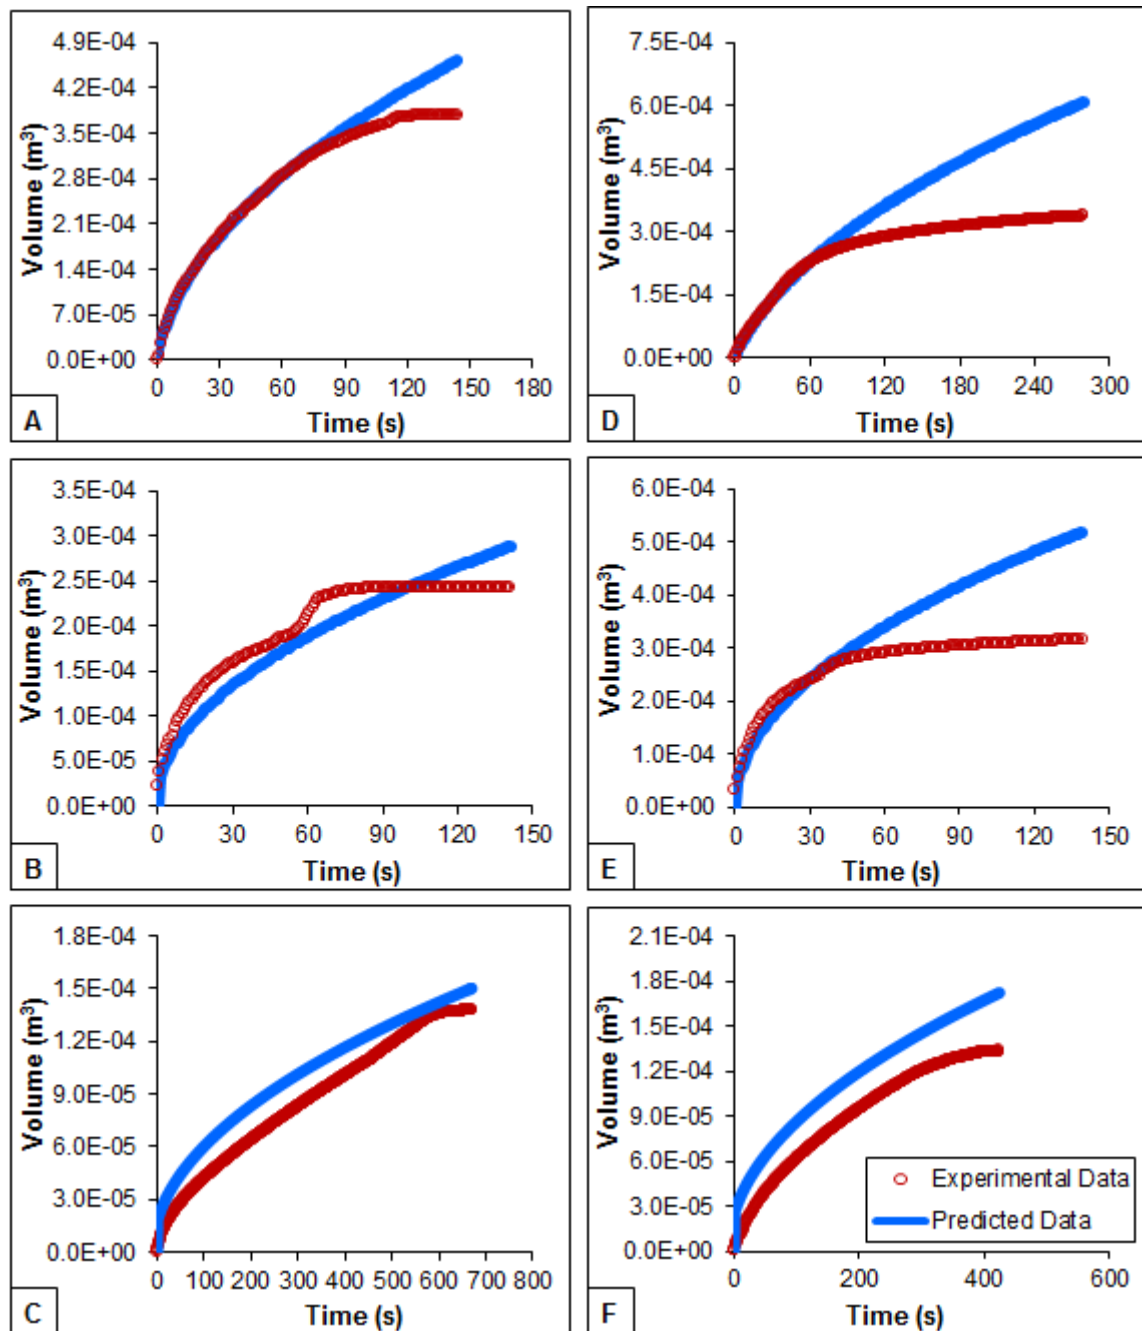 4.9E-04
4.2E-04
3.5E-04
2.8E-04
2.1E-04
1.4E-04
7.0E-05
0.0E+00
Volume (m³)
0 30 60 90 120 150 180
Time (s)
A
7.5E-04
6.0E-04
4.5E-04
3.0E-04
1.5E-04
0.0E+00
Volume (m³)
0 60 120 180 240 300
Time (s)
D
3.5E-04
3.0E-04
2.5E-04
2.0E-04
1.5E-04
1.0E-04
5.0E-05
0.0E+00
Volume (m³)
0 30 60 90 120 150
Time (s)
B
6.0E-04
5.0E-04
4.0E-04
3.0E-04
2.0E-04
1.0E-04
0.0E+00
Volume (m³)
0 30 60 90 120 150
Time (s)
E
1.8E-04
1.5E-04
1.2E-04
9.0E-05
6.0E-05
3.0E-05
0.0E+00
Volume (m³)
0 100 200 300 400 500 600 700 800
Time (s)
C
2.1E-04
1.8E-04
1.5E-04
1.2E-04
9.0E-05
6.0E-05
3.0E-05
0.0E+00
Volume (m³)
0 200 400 600
Time (s)
Experimental Data
Predicted Data
F